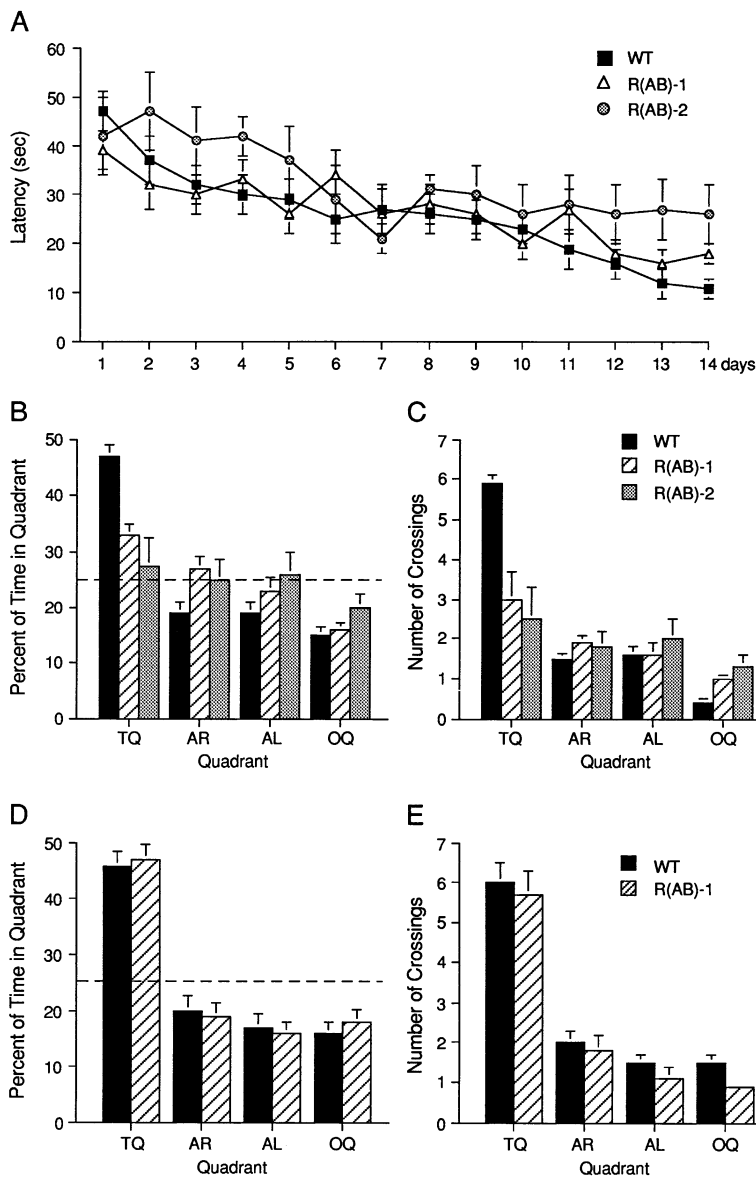 A
60
50
40
30
20
10
0
Latency (sec)
WT
R(AB)-1
R(AB)-2
1 2 3 4 5 6 7 8 9 10 11 12 13 14 days
B
50
40
30
20
10
0
Percent of Time in Quadrant
TQ AR AL OQ
Quadrant
C
7
6
5
4
3
2
1
0
Number of Crossings
WT
R(AB)-1
R(AB)-2
TQ AR AL OQ
Quadrant
D
50
40
30
20
10
0
Percent of Time in Quadrant
TQ AR AL OQ
Quadrant
E
7
6
5
4
3
2
1
0
Number of Crossings
WT
R(AB)-1
TQ AR AL OQ
Quadrant